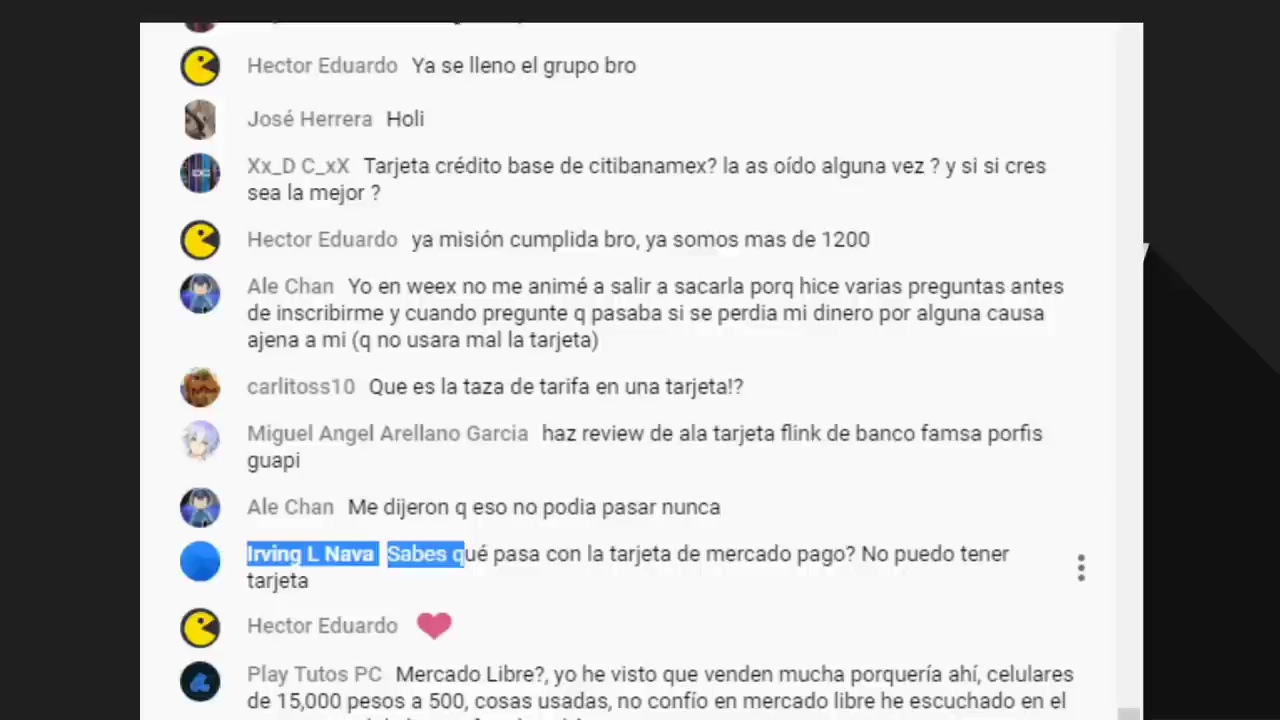 Hector Eduardo Ya se lleno el grupo bro
José Herrera Holi
Xx_D C_xX Tarjeta crédito base de citibanamex? la as oído alguna vez ? y si si cres
sea la mejor ?
Hector Eduardo ya misión cumplida bro, ya somos mas de 1200
Ale Chan Yo en weex no me animé a salir a sacarla porq hice varias preguntas antes
de inscribirme y cuando pregunte q pasaba si se perdia mi dinero por alguna causa
ajena a mi (q no usara mal la tarjeta)
carlitoss10 Que es la taza de tarifa en una tarjeta!?
Miguel Angel Arellano Garcia haz review de ala tarjeta flink de banco famsa porfis
guapi
Ale Chan Me dijeron q eso no podia pasar nunca
Irving L Nava Sabes qué pasa con la tarjeta de mercado pago? No puedo tener
tarjeta
Hector Eduardo
Play Tutos PC Mercado Libre?, yo he visto que venden mucha porquería ahí, celulares
de 15,000 pesos a 500, cosas usadas, no confío en mercado libre he escuchado en el